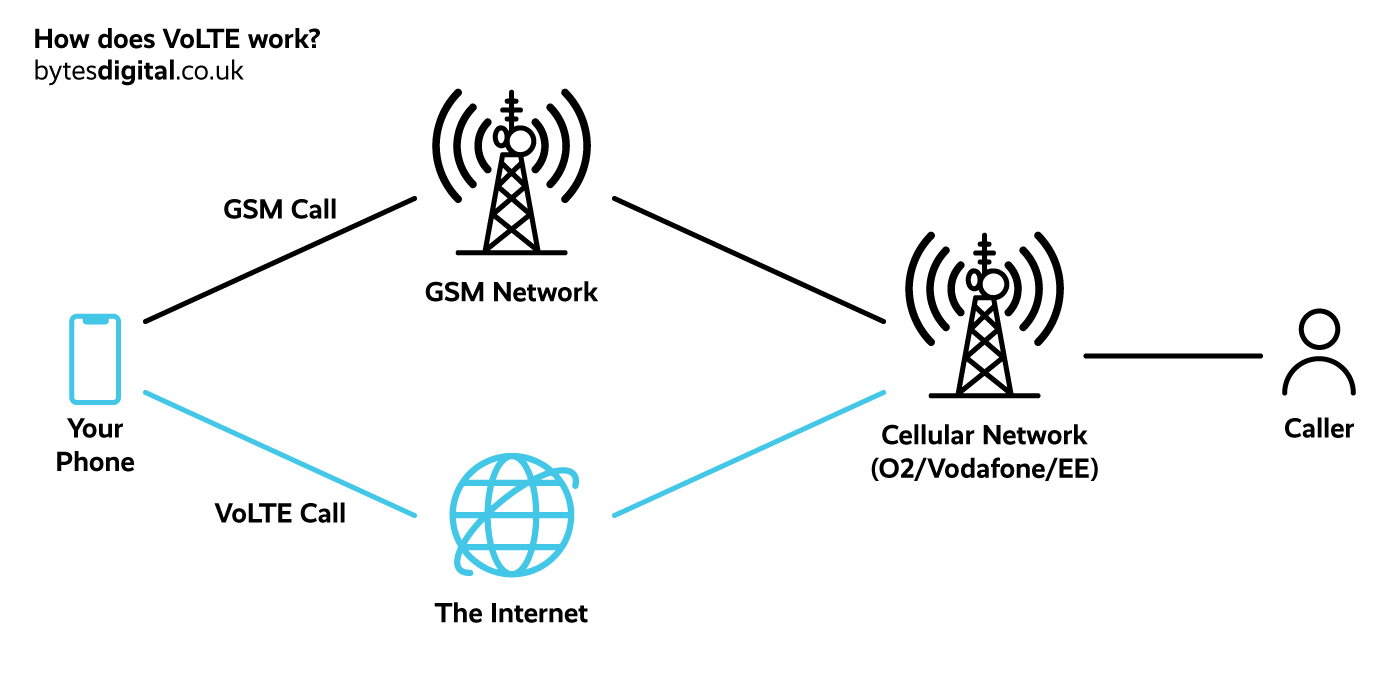 How does VoLTE work?
bytesdigital.co.uk
GSM Call
GSM Network
Your
Phone
VoLTE Call
The Internet
Cellular Network
(O2/Vodafone/EE)
Caller